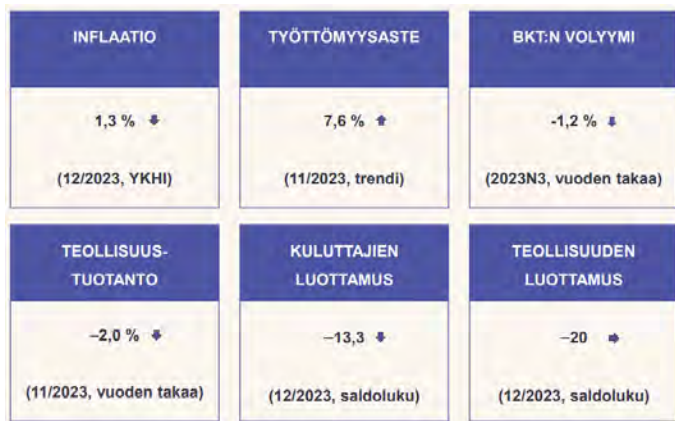 INFLAATIO
1,3 %
(12/2023, YKHI)
TYÖTTÖMYYSASTE
7,6 %
(11/2023, trendi)
BKT:N VOLYYMI
-1,2 %
(2023N3, vuoden takaa)
TEOLLISUUS-
TUOTANTO
–2,0 %
(11/2023, vuoden takaa)
KULUTTAJIEN
LUOTTAMUS
–13,3
(12/2023, saldoluku)
TEOLLISUUDEN
LUOTTAMUS
–20
(12/2023, saldoluku)